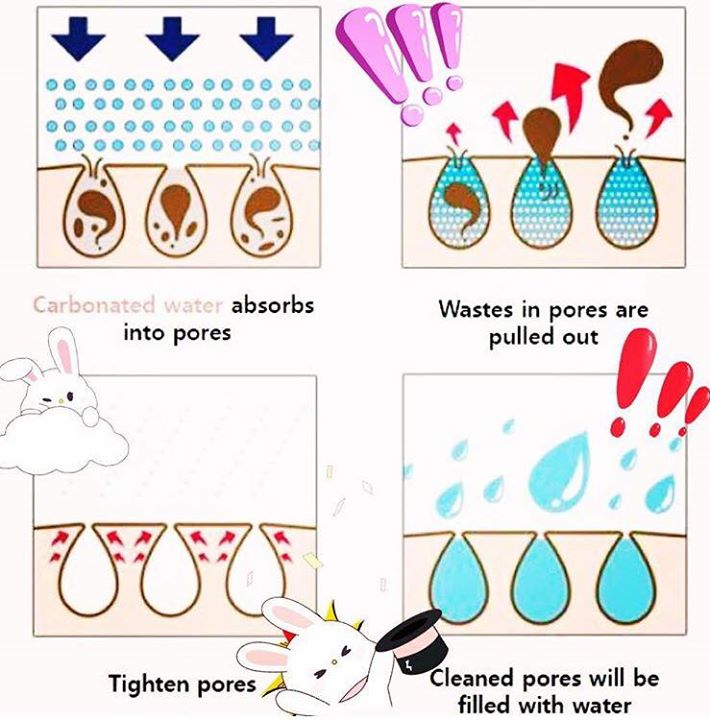 Carbonated water absorbs
into pores
Wastes in pores are
pulled out
Tighten pores
Cleaned pores will be
filled with water